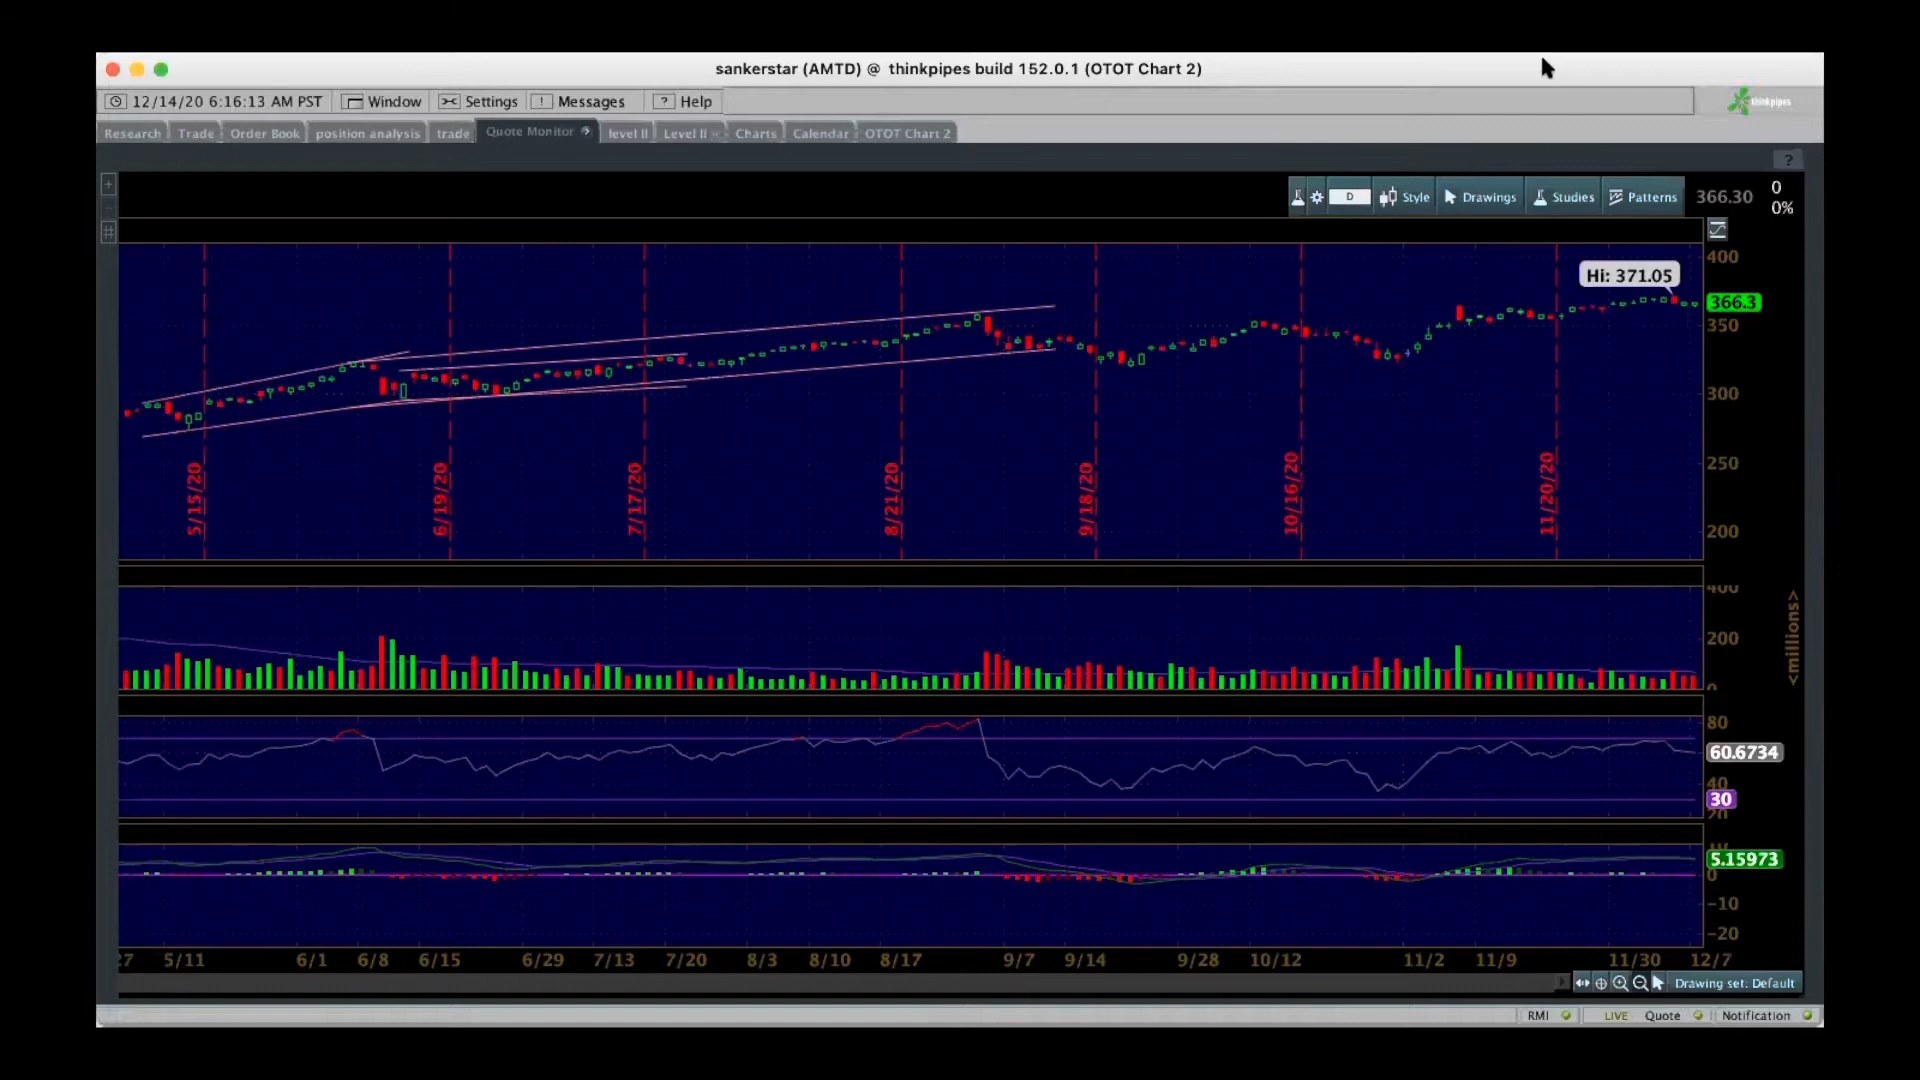 sankerstar (AMTD) @ thinkpipes build 152.0.1 (OTOT Chart 2)
12/14/20 6:16:13 AM PST Window Settings ! Messages ? Help
thinkpipes
Research Trade Order Book position analysis trade Quote Monitor level II Level II Charts Calendar OTOT Chart 2
?
D Style Drawings Studies Patterns 366.30 0
0%
400
Hi: 371.05
366.3
350
300
250
200
5/15/20 6/19/20 7/17/20 8/21/20 9/18/20 10/16/20 11/20/20
400
200
0
<millions>
80
60.6734
40
30
20
10
5.15973
0
-10
-20
27 5/11 6/1 6/8 6/15 6/29 7/13 7/20 8/3 8/10 8/17 9/7 9/14 9/28 10/12 11/2 11/9 11/30 12/7
Drawing set: Default
RMI LIVE Quote Notification